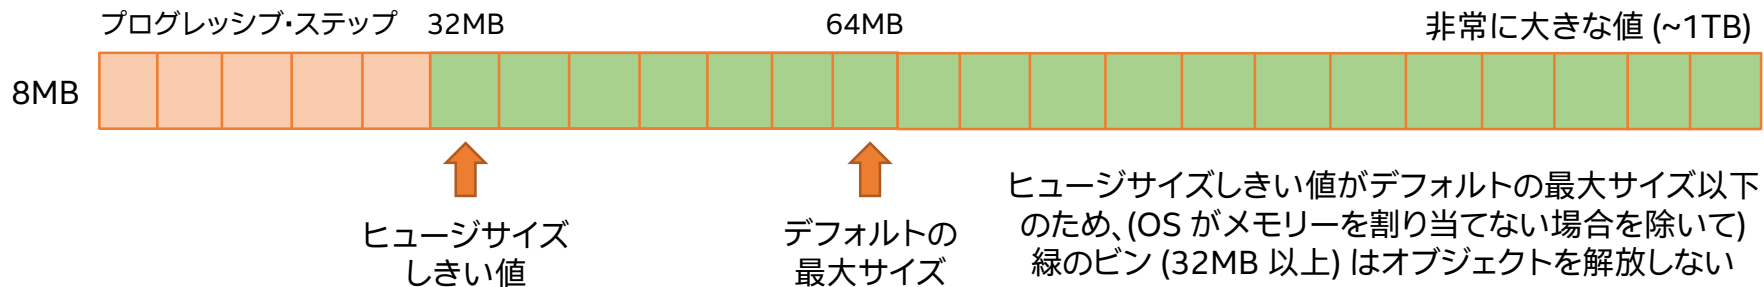 プログレッシブ・ステップ 32MB
64MB
非常に大きな値 (~1TB)
8MB
ヒュージサイズ
しきい値
デフォルトの
最大サイズ
ヒュージサイズしきい値がデフォルトの最大サイズ以下
のため、(OS がメモリーを割り当てない場合を除いて)
緑のビン (32MB 以上) はオブジェクトを解放しない